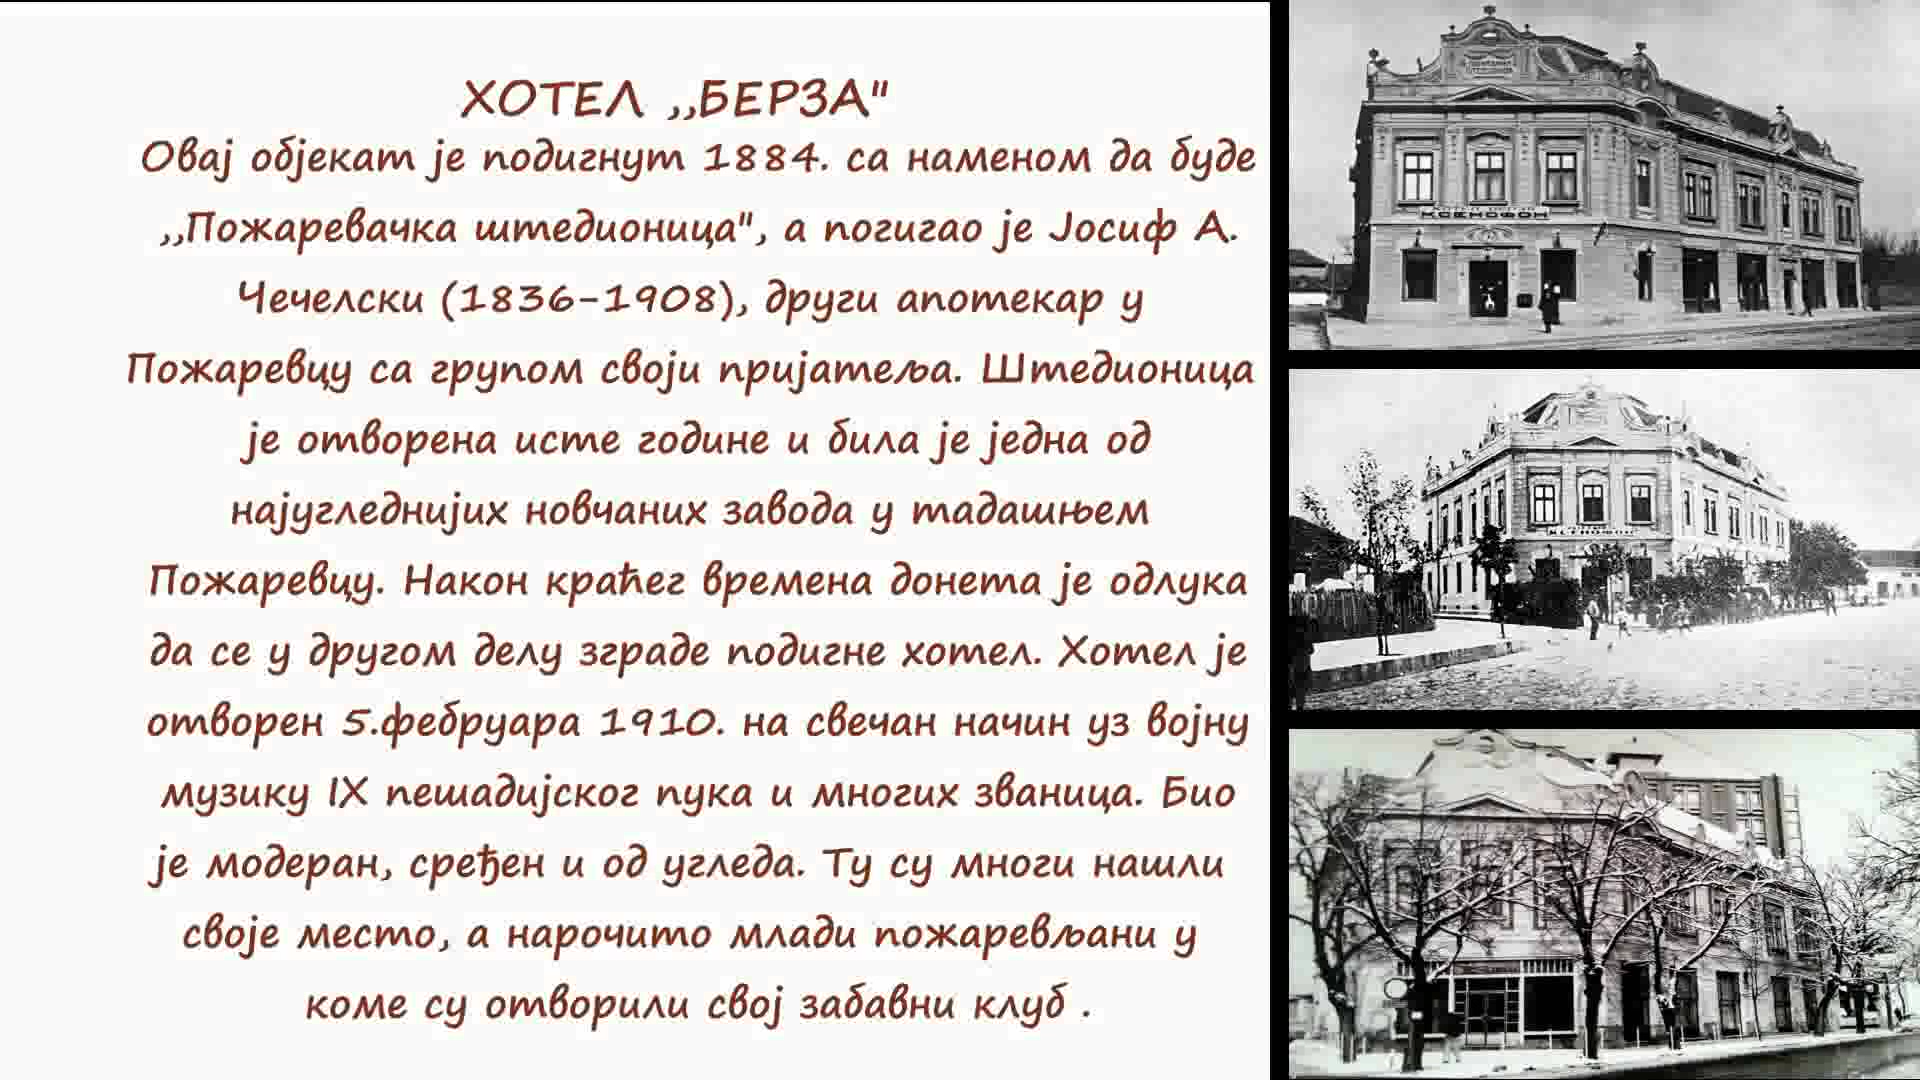 ХОТЕЛ ,,БЕРЗА"
Овај објекат је подигнут 1884. са наменом да буде
,,Пожаревачка штедионица", а погигао је Јосиф А.
Чечелски (1836-1908), други апотекар у
Пожаревцу са групом своји пријатеља. Штедионица
је отворена исте године и била је једна од
најугледнијих новчаних завода у тадашњем
Пожаревцу. Након краћег времена донета је одлука
да се у другом делу зграде подигне хотел. Хотел је
отворен 5.фебруара 1910. на свечан начин уз војну
музику IX пешадијског пука и многих званица. Био
је модеран, сређен и од угледа. Ту су многи нашли
своје место, а нарочито млади пожаревљани у
коме су отворили свој забавни клуб .
КСЕНОФОН